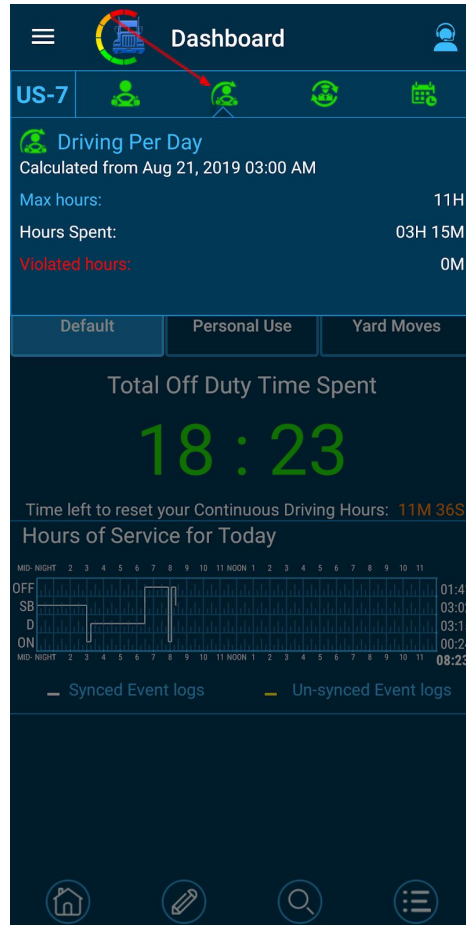 Dashboard
US-7
Driving Per Day
Calculated from Aug 21, 2019 03:00 AM
Max hours: 11H
Hours Spent: 03H 15M
Violated hours: 0M
Default Personal Use Yard Moves
Total Off Duty Time Spent
18 : 23
Time left to reset your Continuous Driving Hours: 11M 36S
Hours of Service for Today
MID- NIGHT 2 3 4 5 6 7 8 9 10 11 NOON 1 2 3 4 5 6 7 8 9 10 11
OFF 01:4
SB 03:02
D 03:1
ON 00:24
MID- NIGHT 2 3 4 5 6 7 8 9 10 11 NOON 1 2 3 4 5 6 7 8 9 10 11 08:23
Synced Event logs Un-synced Event logs